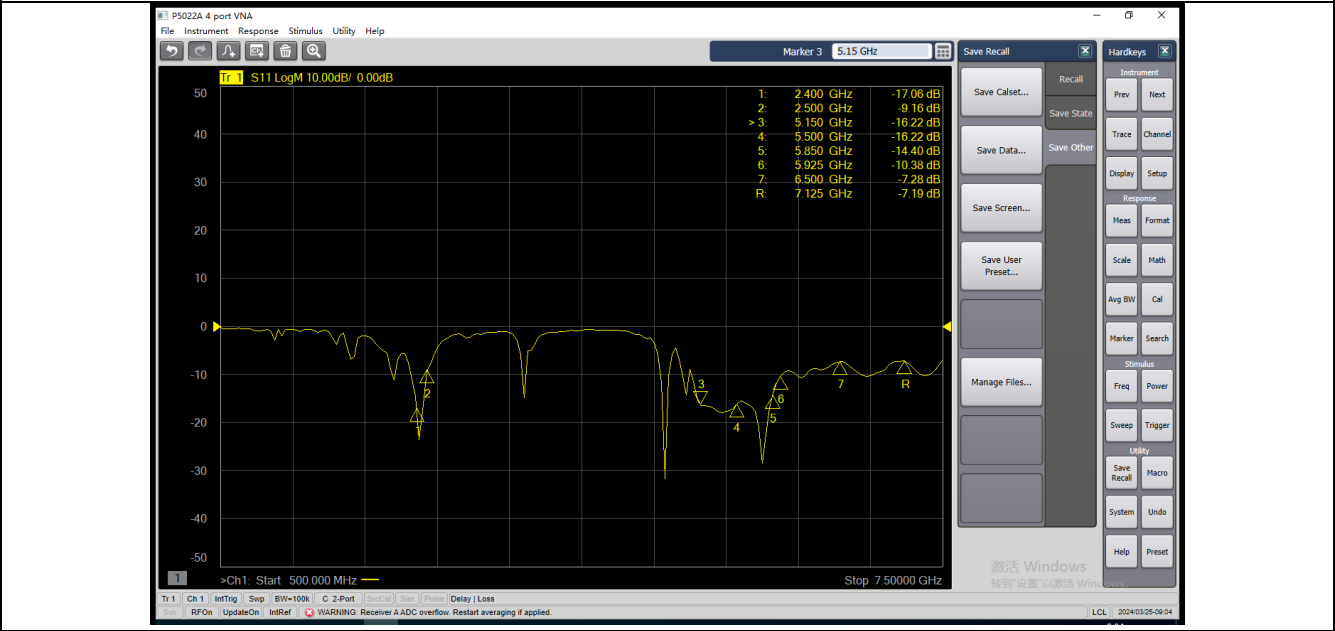 P5022A 4 port VNA
File Instrument Response Stimulus Utility Help
Marker 3 5.15 GHz
Save Recall
Hardkeys
Tr 1 S11 LogM 10.00dB/ 0.00dB
50
40
30
20
10
0
-10
-20
-30
-40
-50
1: 2.400 GHz -17.06 dB
2: 2.500 GHz -9.16 dB
> 3: 5.150 GHz -16.22 dB
4: 5.500 GHz -16.22 dB
5: 5.850 GHz -14.40 dB
6: 5.925 GHz -10.38 dB
7: 6.500 GHz -7.28 dB
R: 7.125 GHz -7.19 dB
1
2
3
4
5
6
7
R
1
>Ch1: Start 500.000 MHz
Stop 7.50000 GHz
Save Calset...
Save Data...
Save Screen...
Save User
Preset...
Manage Files...
Recall
Save State
Save Other
Instrument
Prev Next
Trace Channel
Display Setup
Response
Meas Format
Scale Math
Avg BW Cal
Marker Search
Stimulus
Freq Power
Sweep Trigger
Utility
Save
Recall
Macro
System Undo
Help Preset
激活 Windows
转到"设置"以激活 Windows。
Tr 1 Ch 1 IntTrig Swp BW=100k C 2-Port SrcCal Sim Pulse Delay | Loss
Svc RFOn UpdateOn IntRef WARNING: Receiver A ADC overflow. Restart averaging if applied.
LCL 2024/03/25-09:04